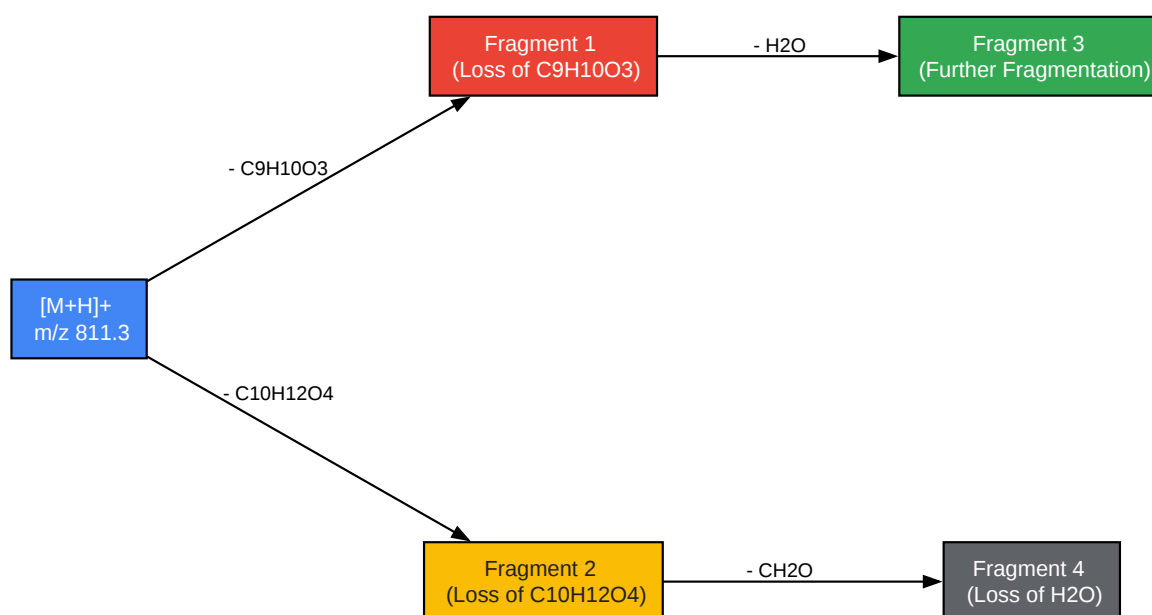 Fragment 1
(Loss of C9H10O3)
- H2O
Fragment 3
(Further Fragmentation)
- C9H10O3
[M+H]+
m/z 811.3
- C10H12O4
Fragment 2
(Loss of C10H12O4)
- CH2O
Fragment 4
(Loss of H2O)